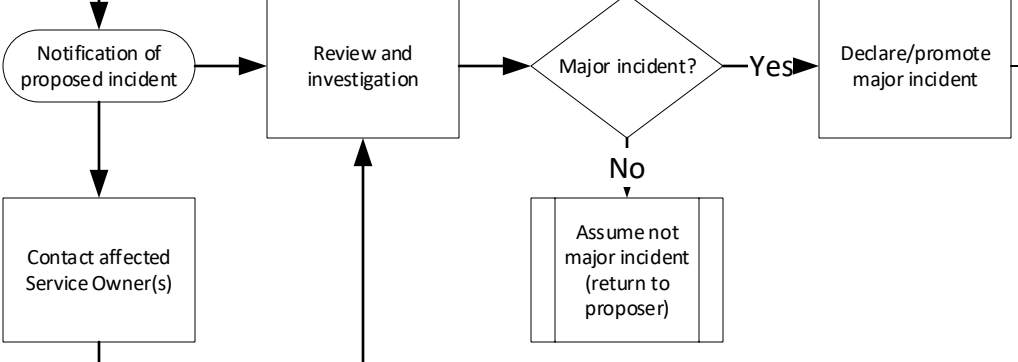 Notification of
proposed incident
Review and
investigation
Major incident?
Yes
Declare/promote
major incident
No
Contact affected
Service Owner(s)
Assume not
major incident
(return to
proposer)